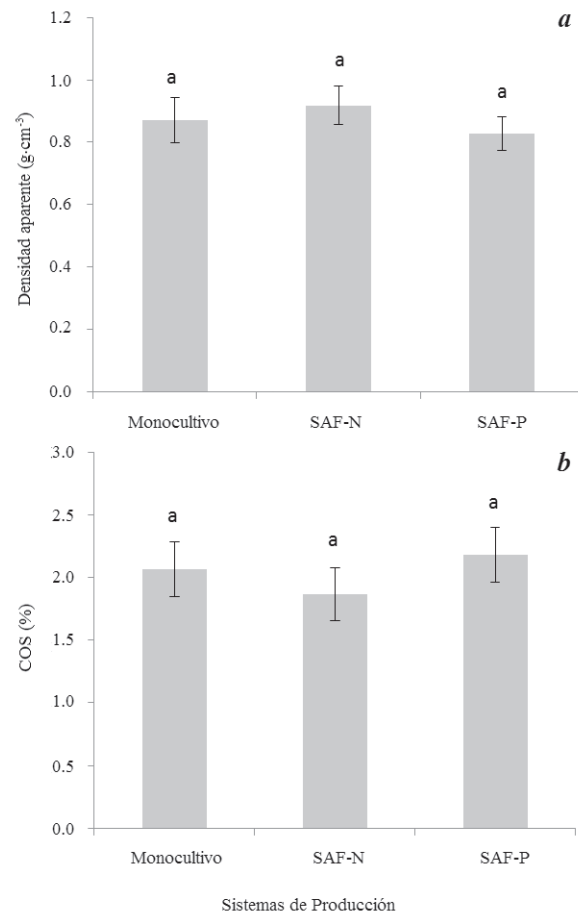 a
1.2
1.0
0.8
0.6
0.4
0.2
0.0
Densidad aparente (g·cm⁻³)
a
a
a
Monocultivo SAF-N SAF-P
b
3.0
2.5
2.0
1.5
1.0
0.5
0.0
COS (%)
a
a
a
Monocultivo SAF-N SAF-P
Sistemas de Producción